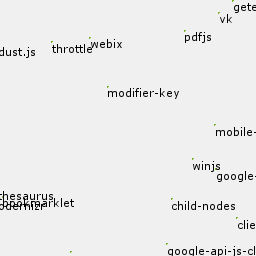 gete
vk
pdfjs
webix
throttle
dust.js
modifier-key
mobile-
winjs
google-
thesaurus
bookmarklet
odernizr
child-nodes
clie
google-api-js-cl